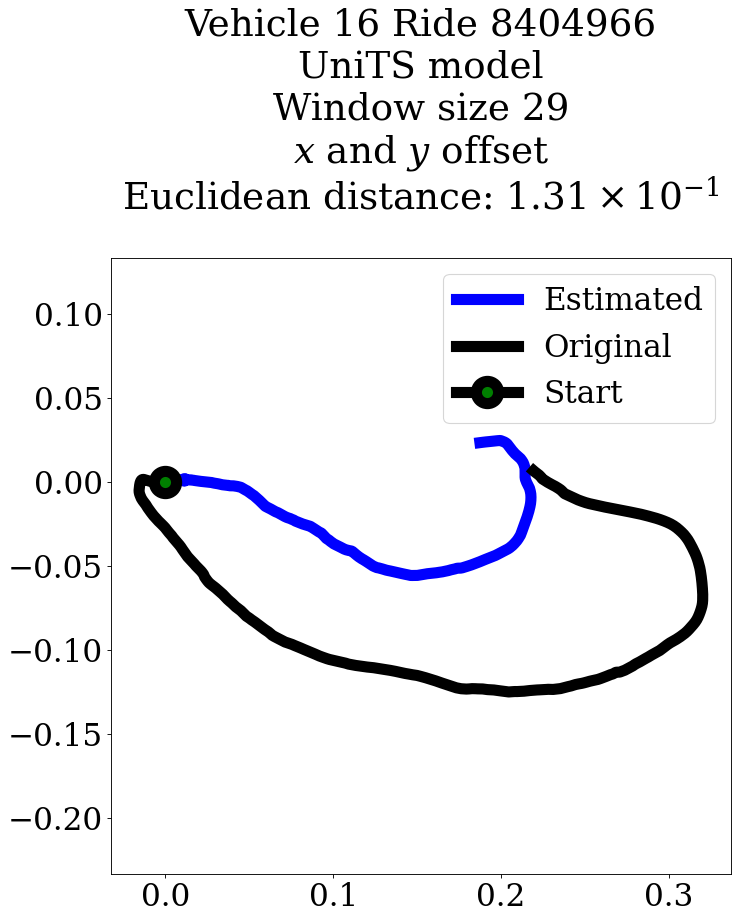 Vehicle 16 Ride 8404966
UniTS model
Window size 29
x and y offset
Euclidean distance: 1.31 × 10⁻¹
Estimated
Original
Start
0.10
0.05
0.00
−0.05
−0.10
−0.15
−0.20
0.0 0.1 0.2 0.3